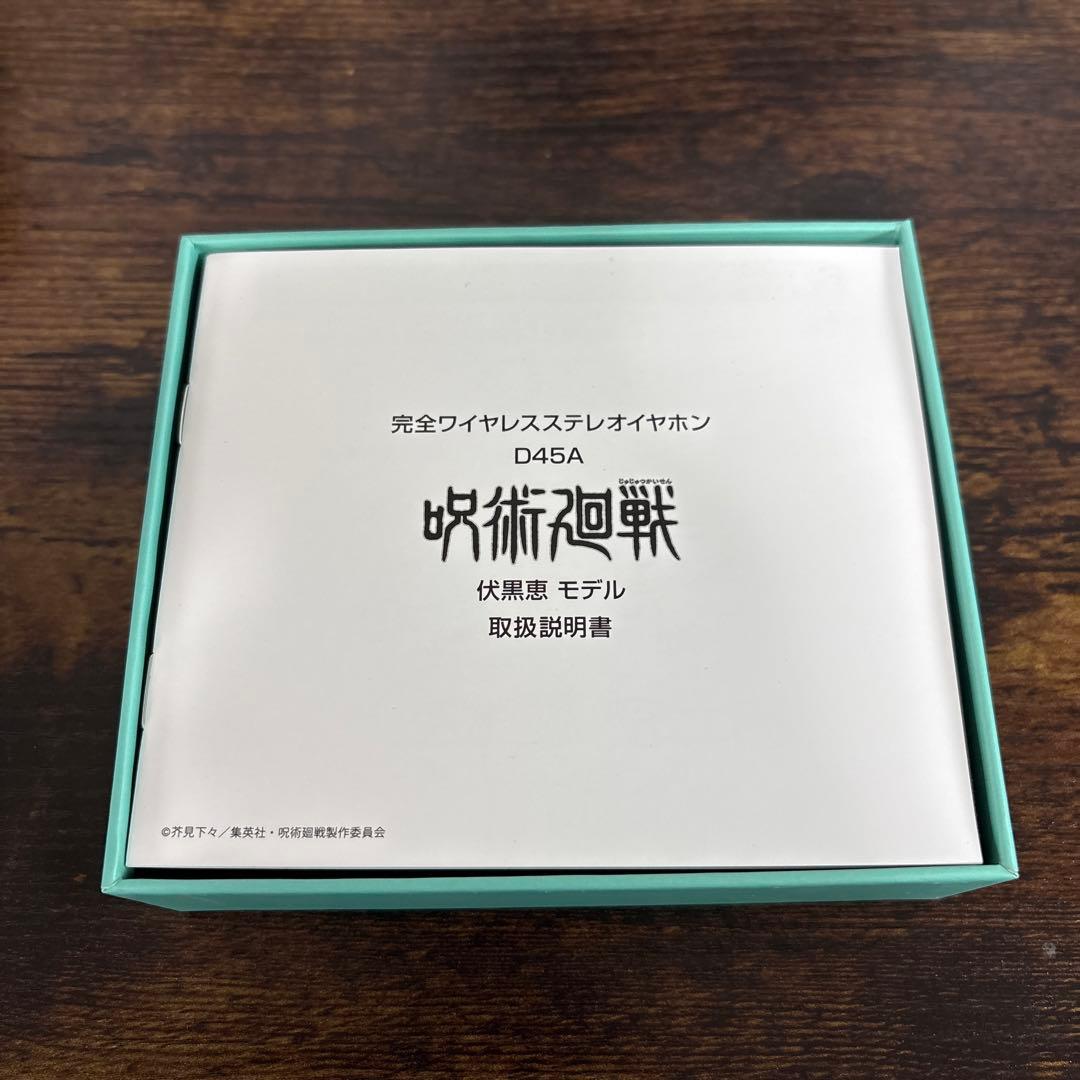 完全ワイヤレスステレオイヤホン
D45A
じゅじゅつかいせん
呪術廻戦
伏黒恵 モデル
取扱説明書
©芥見下々／集英社・呪術廻戦製作委員会